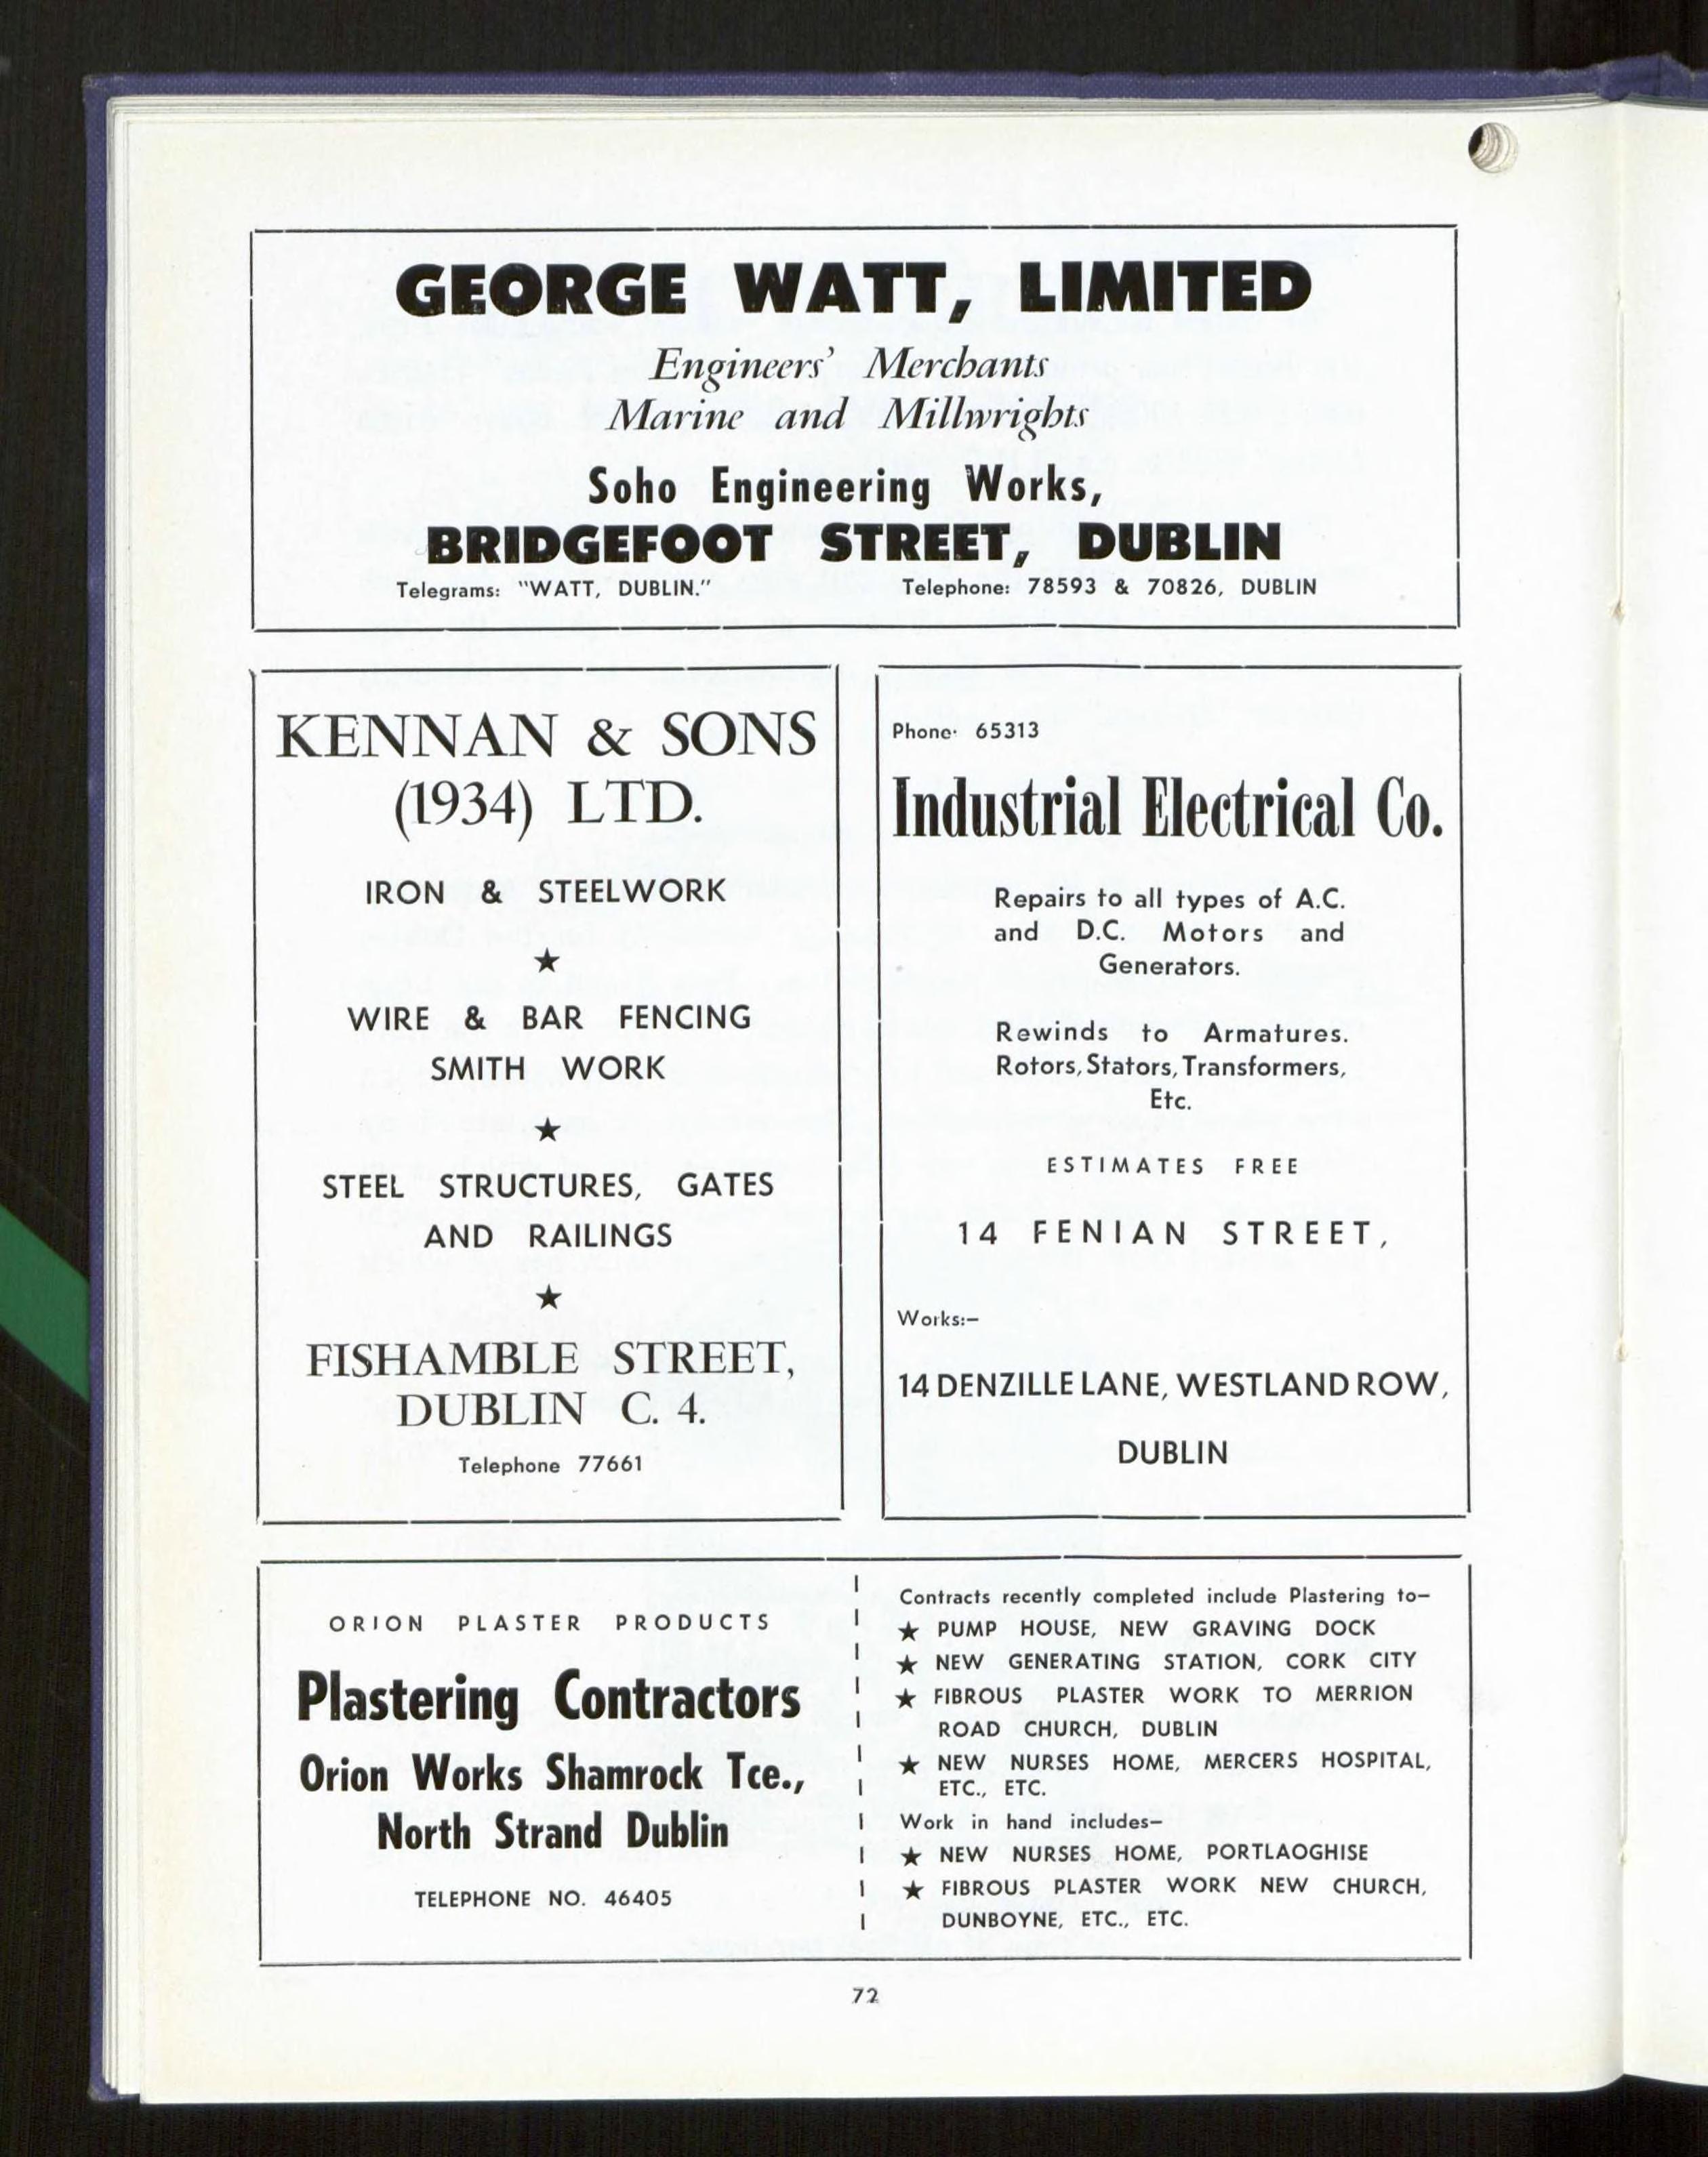 GEORGE WATT, LIMITED
Engineers' Merchants
Marine and Millwrights
Soho Engineering Works,
BRIDGEFOOT STREET, DUBLIN
Telegrams: "WATT, DUBLIN."
Telephone: 78593 & 70826, DUBLIN
KENNAN & SONS
(1934) LTD.
IRON & STEELWORK
★
WIRE & BAR FENCING
SMITH WORK
★
STEEL STRUCTURES, GATES
AND RAILINGS
★
FISHAMBLE STREET,
DUBLIN C. 4.
Telephone 77661
Phone· 65313
Industrial Electrical Co.
Repairs to all types of A.C.
and D.C. Motors and
Generators.
Rewinds to Armatures.
Rotors, Stators, Transformers,
Etc.
ESTIMATES FREE
14 FENIAN STREET,
Works:–
14 DENZILLE LANE, WESTLAND ROW,
DUBLIN
ORION PLASTER PRODUCTS
Plastering Contractors
Orion Works Shamrock Tce.,
North Strand Dublin
TELEPHONE NO. 46405
Contracts recently completed include Plastering to–
★ PUMP HOUSE, NEW GRAVING DOCK
★ NEW GENERATING STATION, CORK CITY
★ FIBROUS PLASTER WORK TO MERRION
ROAD CHURCH, DUBLIN
★ NEW NURSES HOME, MERCERS HOSPITAL,
ETC., ETC.
Work in hand includes–
★ NEW NURSES HOME, PORTLAOGHISE
★ FIBROUS PLASTER WORK NEW CHURCH,
DUNBOYNE, ETC., ETC.
72